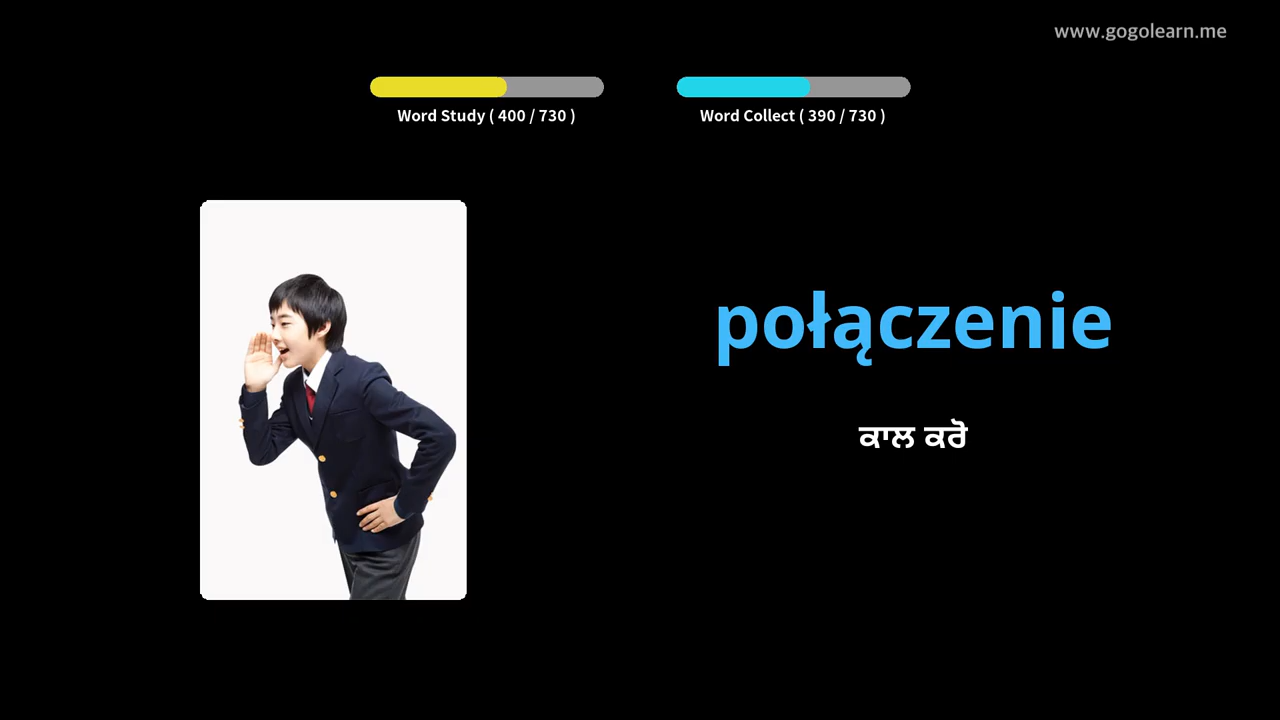 www.gogolearn.me
Word Study ( 400 / 730 )
Word Collect ( 390 / 730 )
połączenie
ਕਾਲ ਕਰੋ